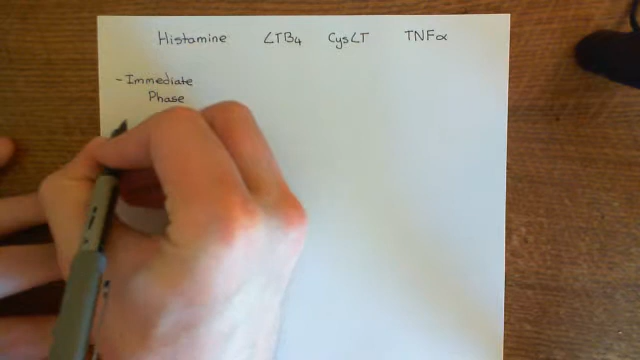 Histamine LTB4 CysLT TNFα
- Immediate
Phase